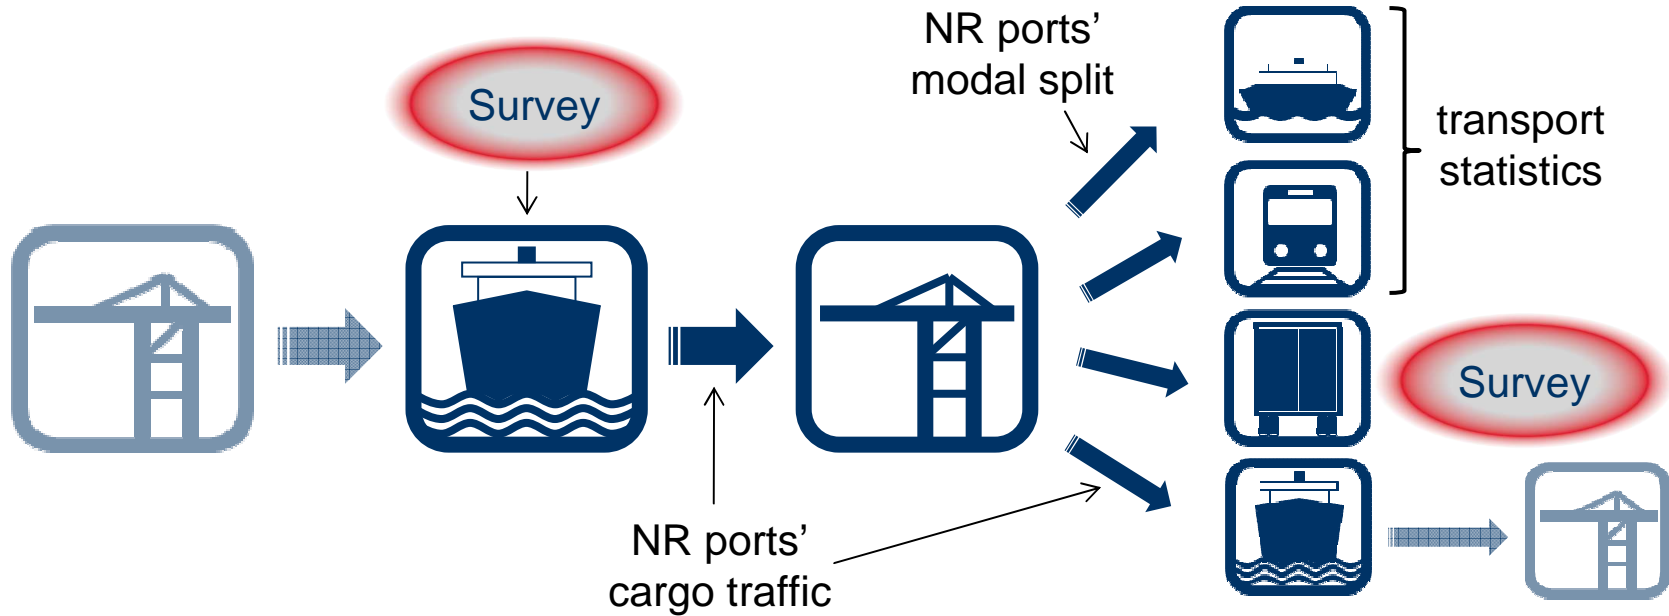 NR ports’
modal split
Survey
transport
statistics
Survey
NR ports’
cargo traffic